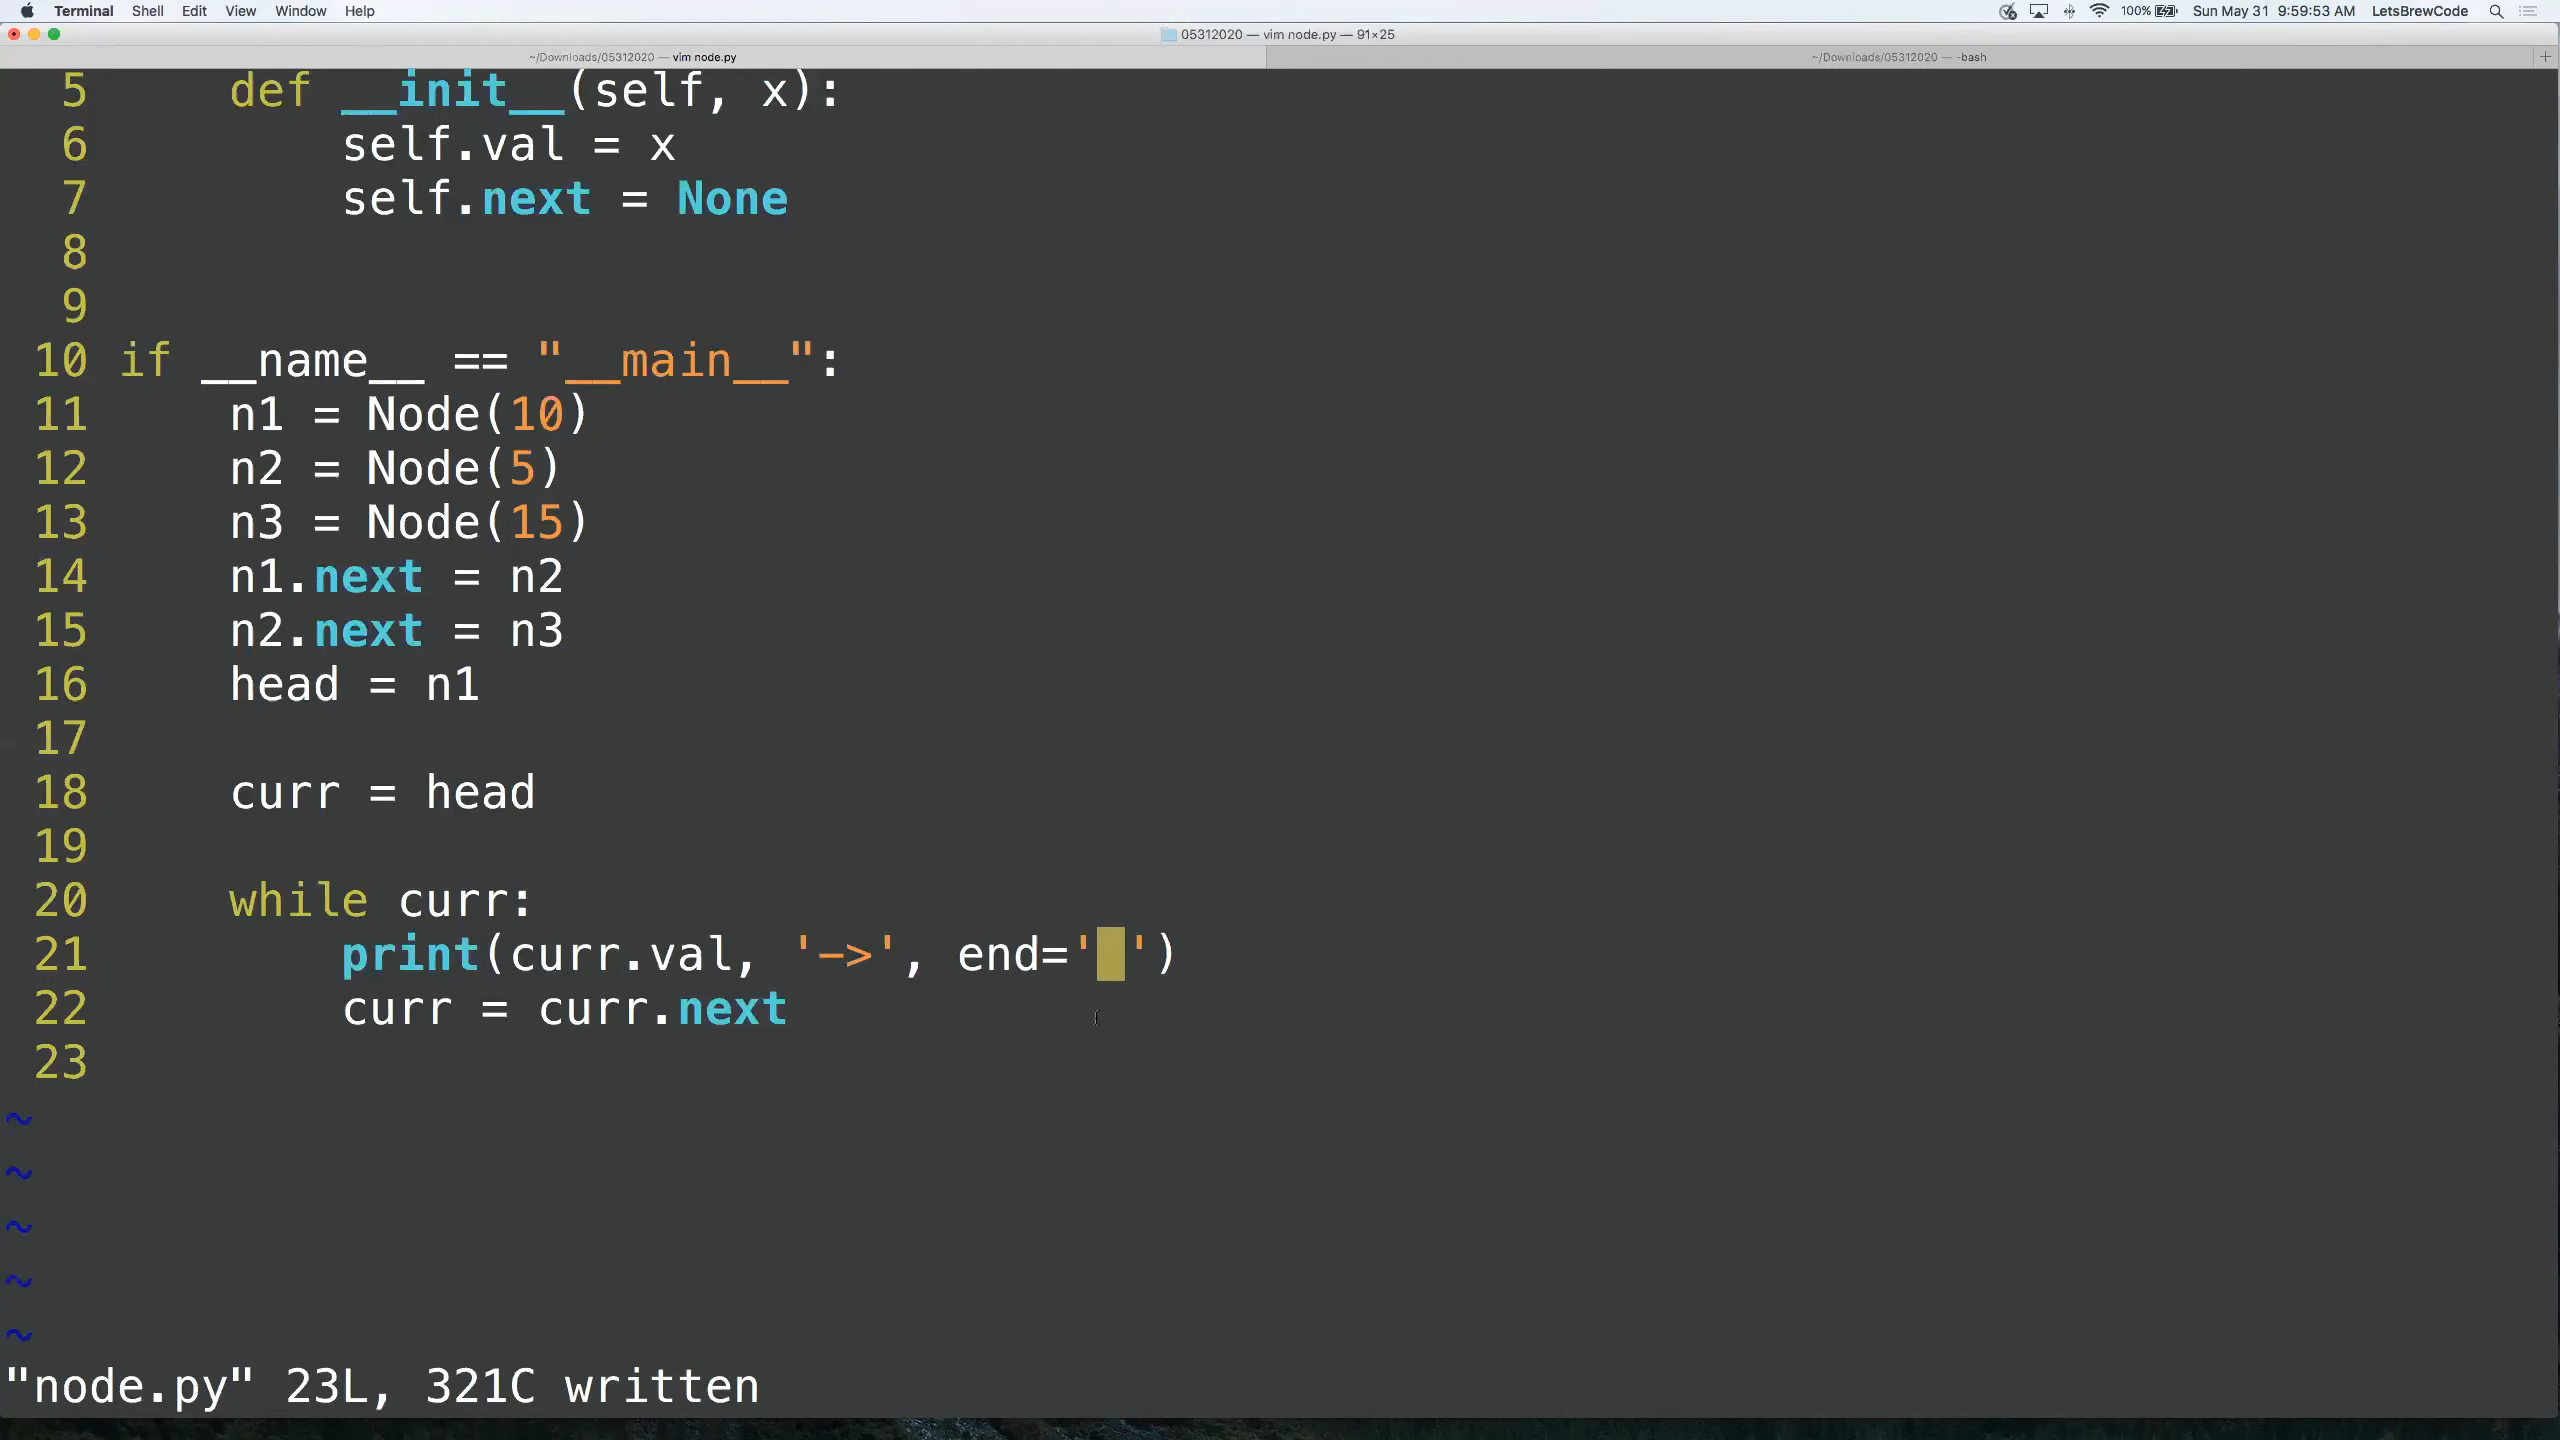 Terminal Shell Edit View Window Help 100% Sun May 31 9:59:53 AM LetsBrewCode
05312020 — vim node.py — 91×25
~/Downloads/05312020 — vim node.py ~/Downloads/05312020 — -bash
5 def __init__(self, x):
6 self.val = x
7 self.next = None
8
9
10 if __name__ == "__main__":
11 n1 = Node(10)
12 n2 = Node(5)
13 n3 = Node(15)
14 n1.next = n2
15 n2.next = n3
16 head = n1
17
18 curr = head
19
20 while curr:
21 print(curr.val, '->', end=' ')
22 curr = curr.next
23
~
~
~
~
~
"node.py" 23L, 321C written